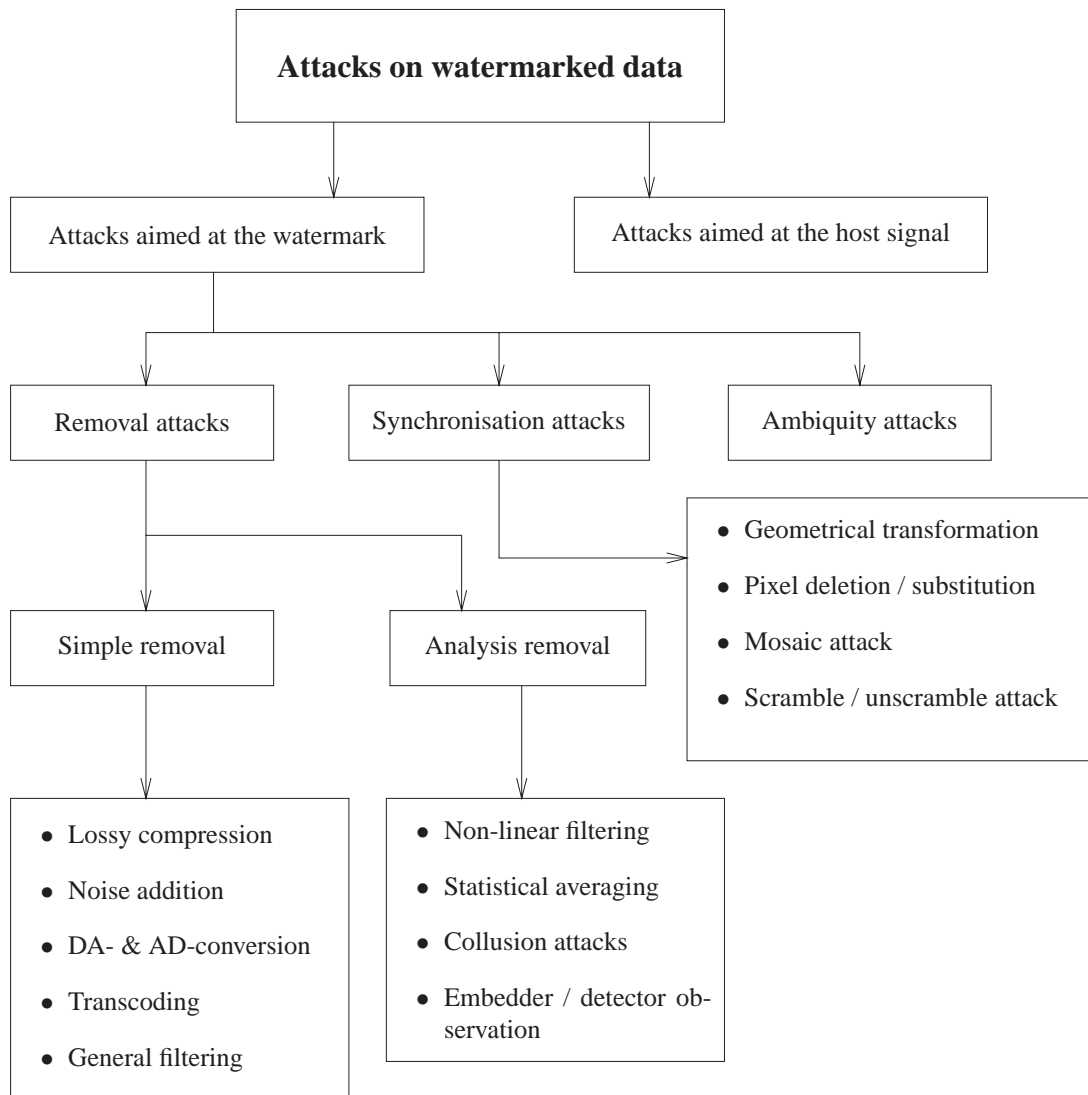 Attacks on watermarked data
Attacks aimed at the watermark
Attacks aimed at the host signal
Removal attacks
Synchronisation attacks
Ambiquity attacks
• Geometrical transformation
• Pixel deletion / substitution
• Mosaic attack
• Scramble / unscramble attack
Simple removal
Analysis removal
• Lossy compression
• Noise addition
• DA- & AD-conversion
• Transcoding
• General filtering
• Non-linear filtering
• Statistical averaging
• Collusion attacks
• Embedder / detector ob-
servation